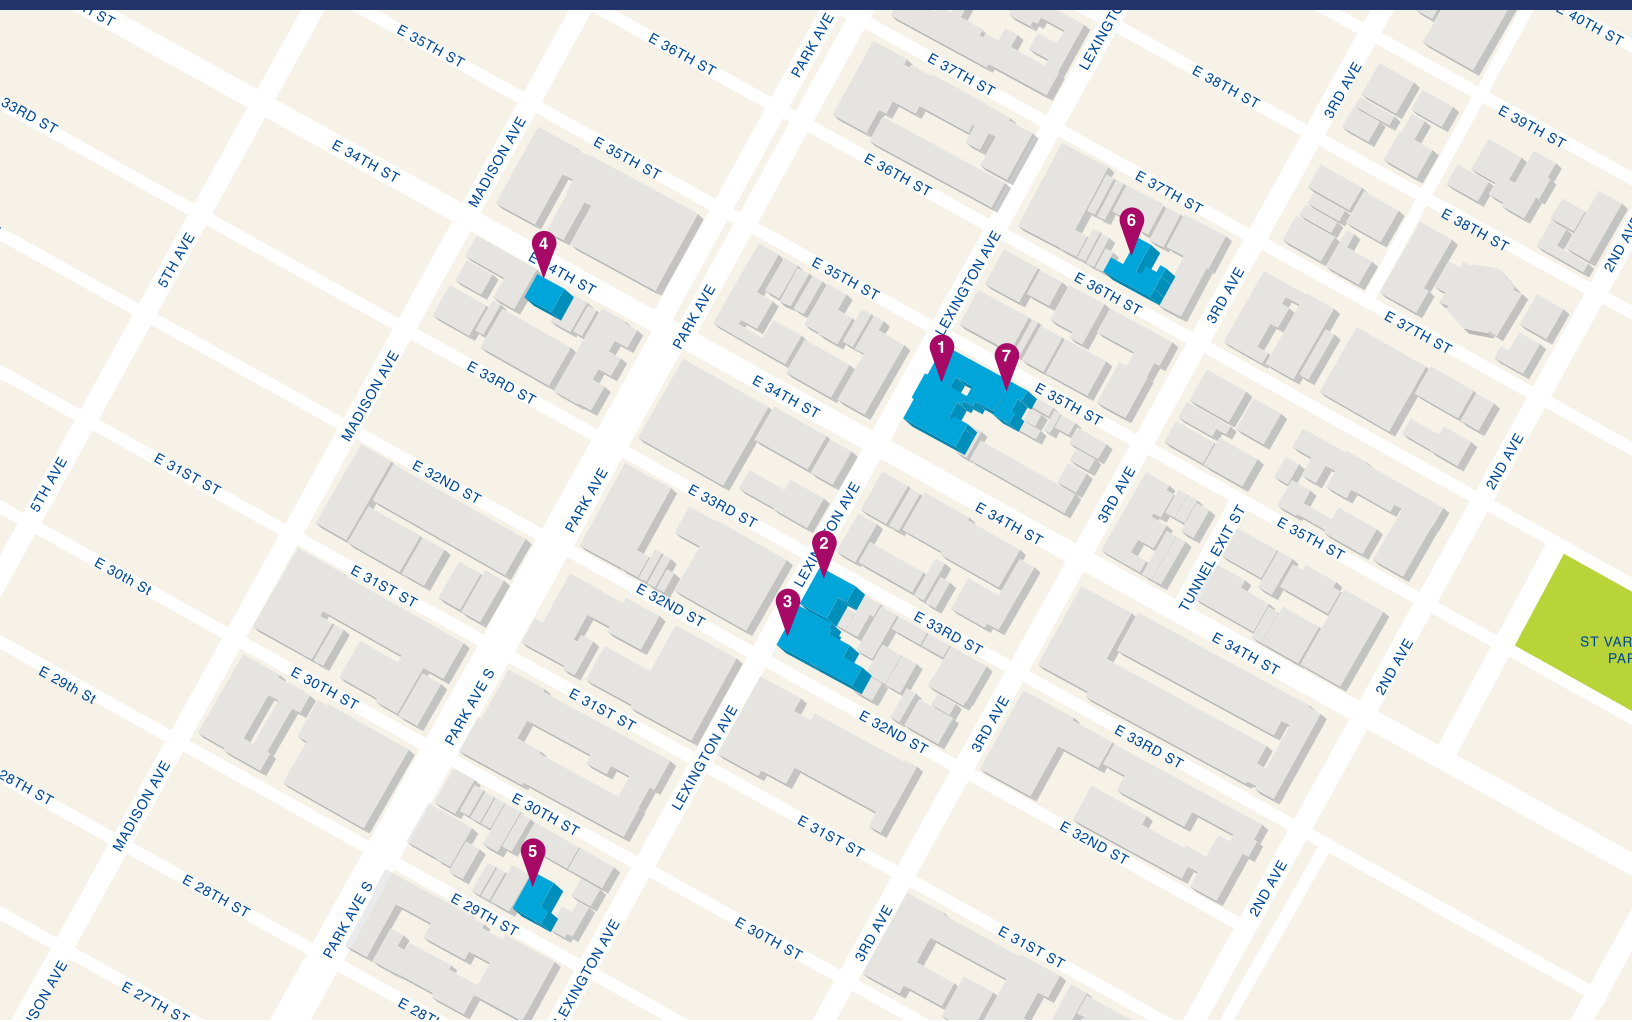 E 35TH ST
E 36TH ST
PARK AVE
E 37TH ST
E 38TH ST
3RD AVE
E 40TH ST
E 39TH ST
33RD ST
E 34TH ST
MADISON AVE
E 35TH ST
E 36TH ST
E 37TH ST
E 38TH ST
2ND AVE
5TH AVE
4
6
LEXINGTON AVE
E 35TH ST
E 36TH ST
3RD AVE
PARK AVE
E 37TH ST
MADISON AVE
E 33RD ST
E 34TH ST
1
7
E 35TH ST
5TH AVE
E 31ST ST
E 32ND ST
PARK AVE
E 33RD ST
E 34TH ST
3RD AVE
2ND AVE
TUNNEL EXIT ST
E 35TH ST
2
3
E 30th St
E 31ST ST
E 32ND ST
E 33RD ST
E 34TH ST
2ND AVE
ST VAR
PAR
E 29th St
E 30TH ST
PARK AVE S
E 31ST ST
LEXINGTON AVE
E 32ND ST
3RD AVE
E 33RD ST
28TH ST
MADISON AVE
E 30TH ST
E 31ST ST
E 32ND ST
5
E 28TH ST
PARK AVE S
E 29TH ST
E 30TH ST
3RD AVE
E 31ST ST
2ND AVE
E 27TH ST
LEXINGTON AVE